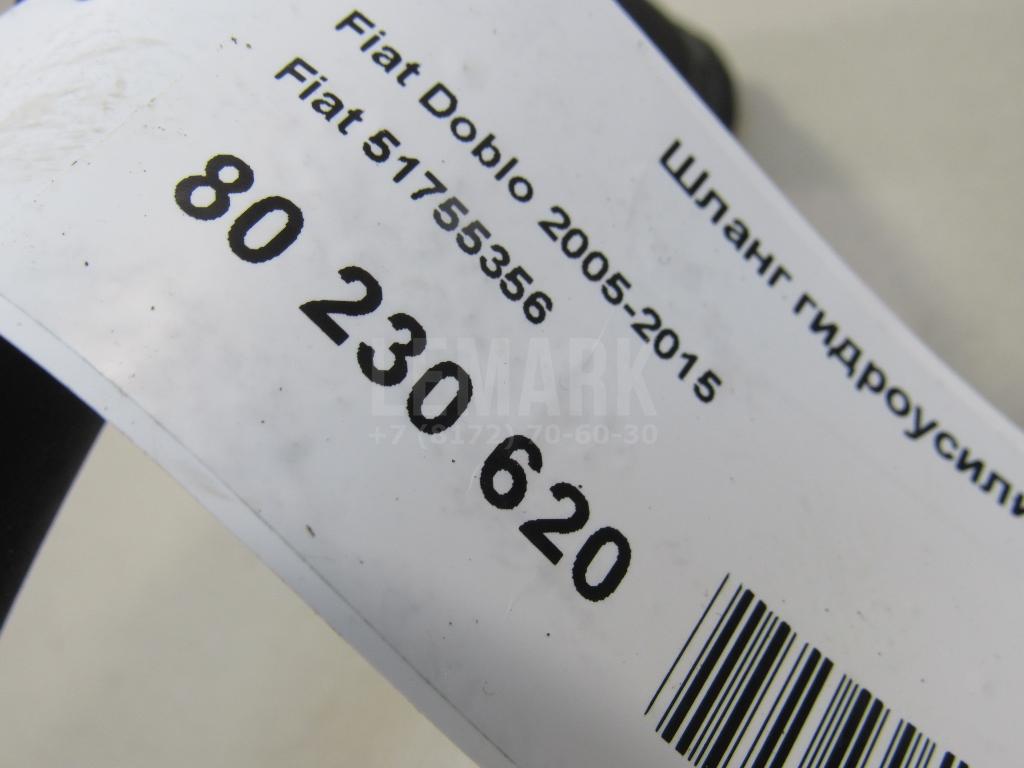 Шланг гидроусили
Fiat Doblo 2005-2015
Fiat 51755356
80 230 620
LEMARK
+7 (8172) 70-60-30